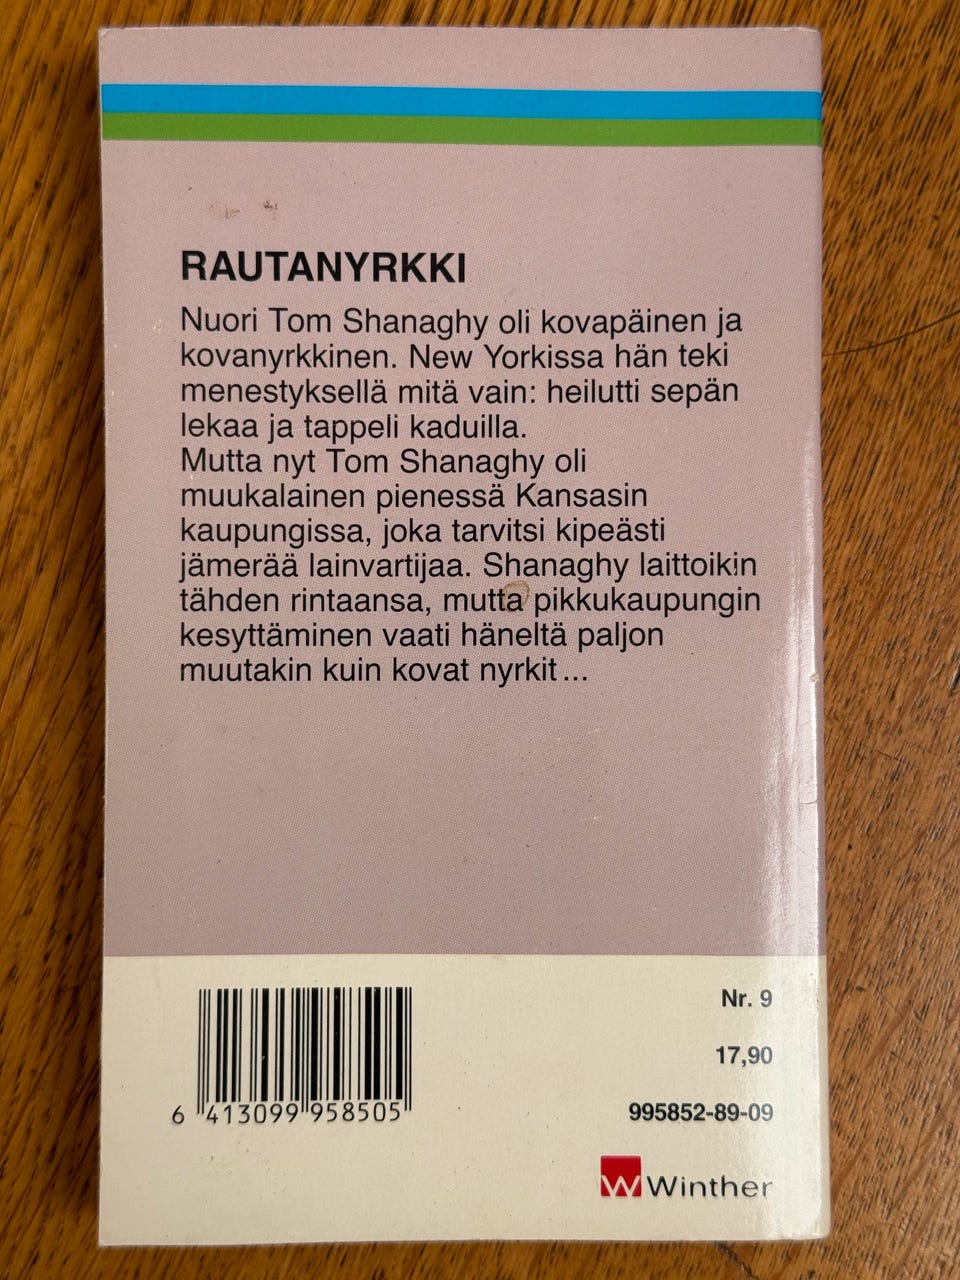 RAUTANYRKKI
Nuori Tom Shanaghy oli kovapäinen ja
kovanyrkkinen. New Yorkissa hän teki
menestyksellä mitä vain: heilutti sepän
lekaa ja tappeli kaduilla.
Mutta nyt Tom Shanaghy oli
muukalainen pienessä Kansasin
kaupungissa, joka tarvitsi kipeästi
jämerää lainvartijaa. Shanaghy laittoikin
tähden rintaansa, mutta pikkukaupungin
kesyttäminen vaati häneltä paljon
muutakin kuin kovat nyrkit...
Nr. 9
17,90
995852-89-09
6 413099 958505
W Winther